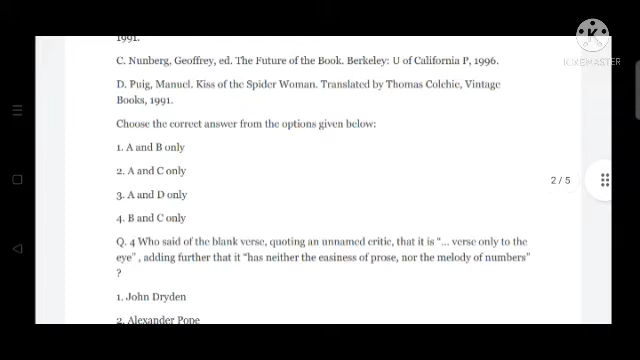 1991.
C. Nunberg, Geoffrey, ed. The Future of the Book. Berkeley: U of California P, 1996.
D. Puig, Manuel. Kiss of the Spider Woman. Translated by Thomas Colchie, Vintage
Books, 1991.
Choose the correct answer from the options given below:
1. A and B only
2. A and C only
3. A and D only
4. B and C only
Q. 4 Who said of the blank verse, quoting an unnamed critic, that it is “... verse only to the
eye” , adding further that it “has neither the easiness of prose, nor the melody of numbers”
?
1. John Dryden
2. Alexander Pope
2 / 5
KINEMASTER